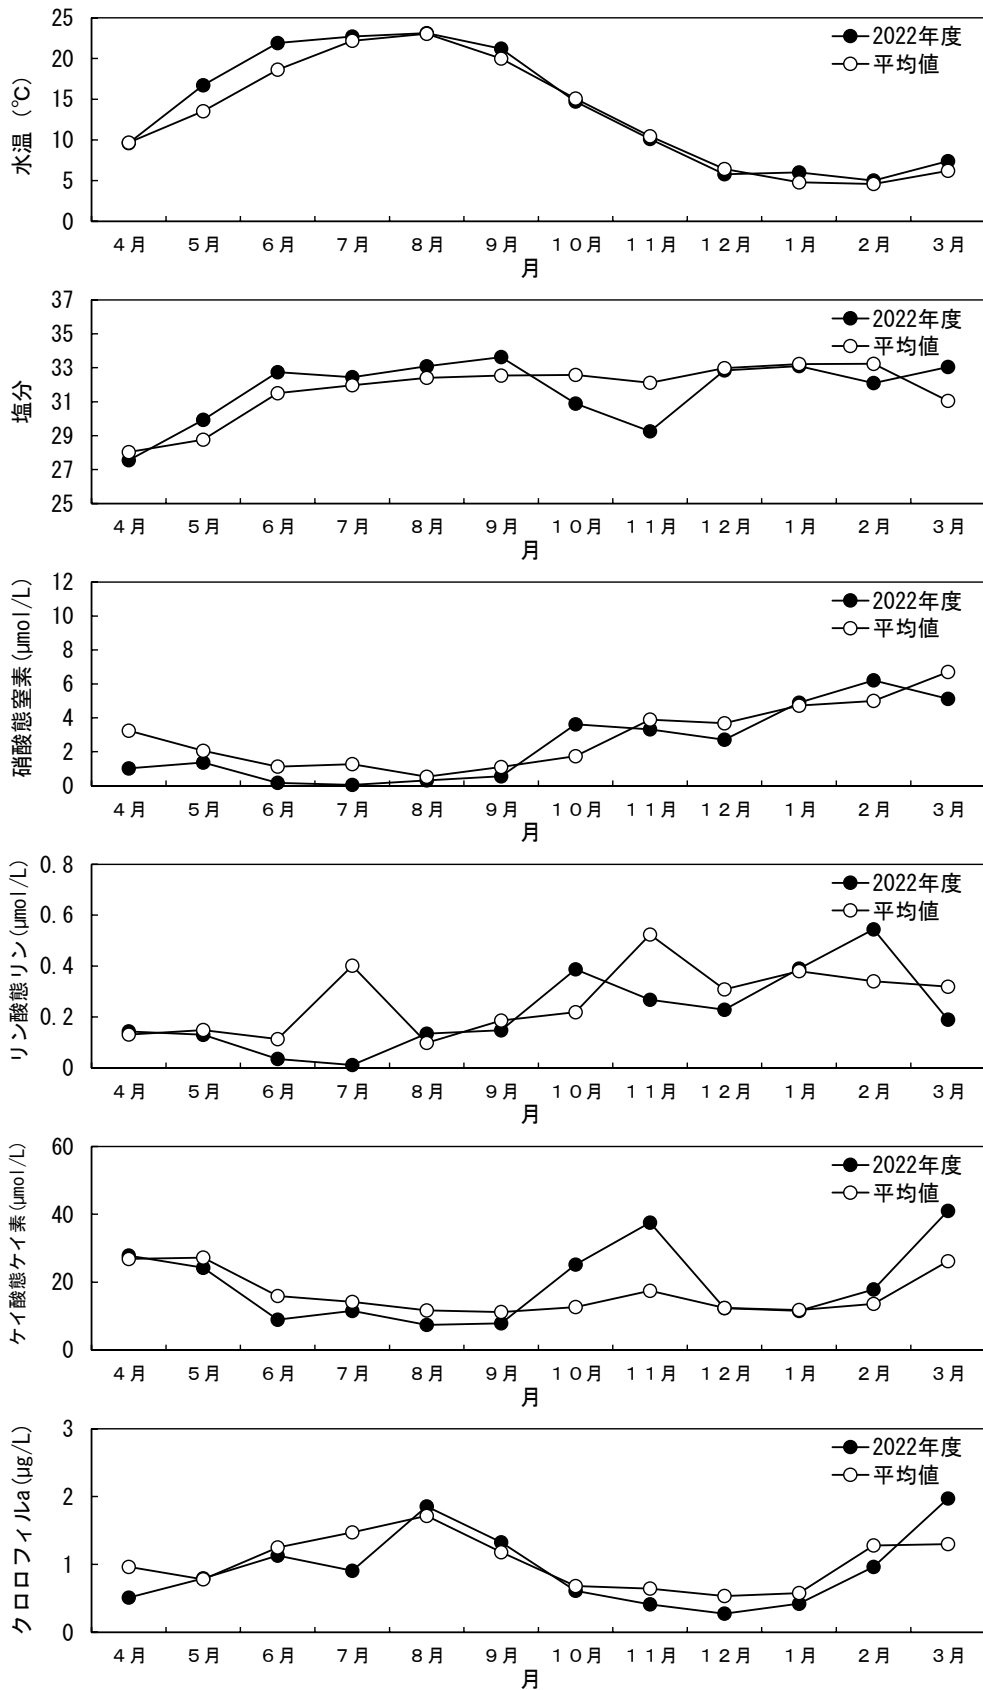 25
20
15
10
5
0
水温 (℃)
2022年度
平均値
4月 5月 6月 7月 8月 9月 10月 11月 12月 1月 2月 3月
月
37
35
33
31
29
27
25
塩分
2022年度
平均値
4月 5月 6月 7月 8月 9月 10月 11月 12月 1月 2月 3月
月
12
10
8
6
4
2
0
硝酸態窒素(μmol/L)
2022年度
平均値
4月 5月 6月 7月 8月 9月 10月 11月 12月 1月 2月 3月
月
0.8
0.6
0.4
0.2
0
リン酸態リン(μmol/L)
2022年度
平均値
4月 5月 6月 7月 8月 9月 10月 11月 12月 1月 2月 3月
月
60
40
20
0
ケイ酸態ケイ素(μmol/L)
2022年度
平均値
4月 5月 6月 7月 8月 9月 10月 11月 12月 1月 2月 3月
月
3
2
1
0
クロロフィルa(μg/L)
2022年度
平均値
4月 5月 6月 7月 8月 9月 10月 11月 12月 1月 2月 3月
月